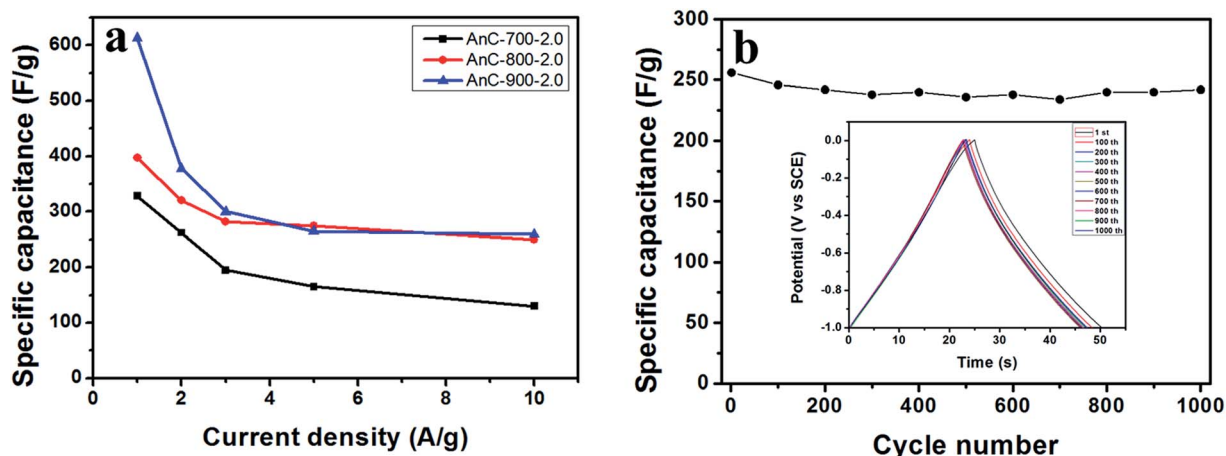 a
Specific capacitance (F/g)
600
500
400
300
200
100
0
0 2 4 6 8 10
Current density (A/g)
AnC-700-2.0
AnC-800-2.0
AnC-900-2.0
b
Specific capacitance (F/g)
300
250
200
150
100
50
0
0 200 400 600 800 1000
Cycle number
Potential (V vs SCE)
0.0
-0.2
-0.4
-0.6
-0.8
-1.0
0 10 20 30 40 50
Time (s)
1 st
100 th
200 th
300 th
400 th
500 th
600 th
700 th
800 th
900 th
1000 th